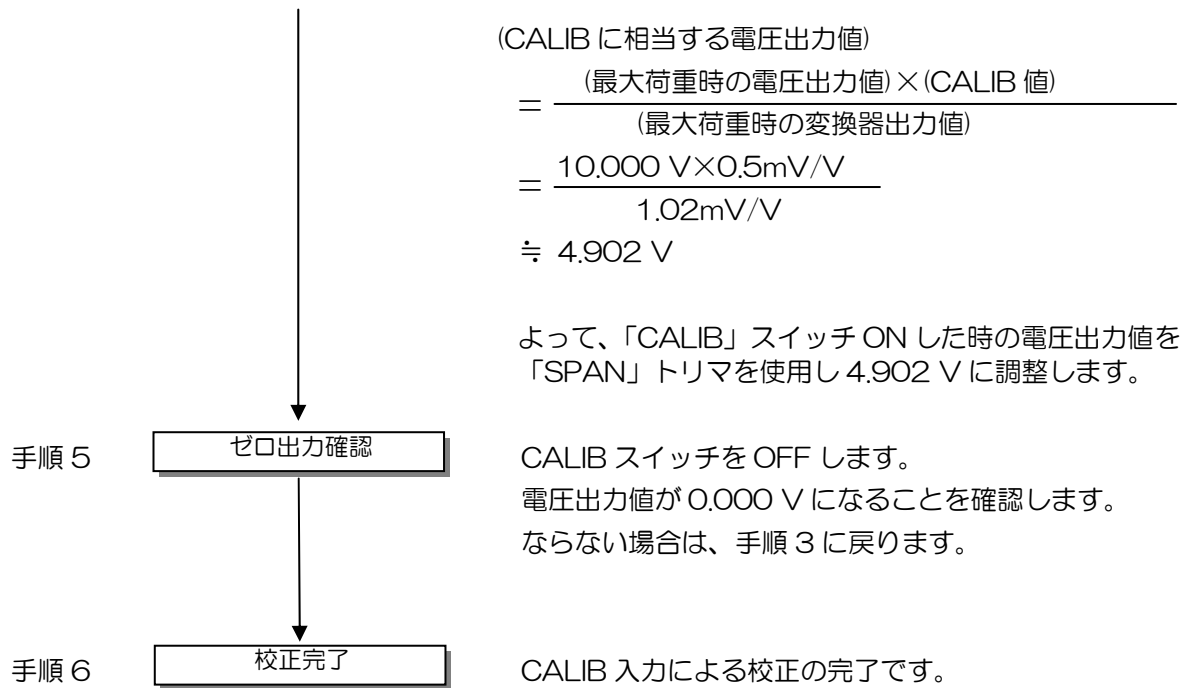 (CALIB に相当する電圧出力値)
(最大荷重時の電圧出力値)×(CALIB 値)
＝
(最大荷重時の変換器出力値)
10.000 V×0.5mV/V
＝
1.02mV/V
≒ 4.902 V
よって、「CALIB」スイッチ ON した時の電圧出力値を
「SPAN」トリマを使用し 4.902 V に調整します。
手順 5 ゼロ出力確認 CALIB スイッチを OFF します。
電圧出力値が 0.000 V になることを確認します。
ならない場合は、手順 3 に戻ります。
手順 6 校正完了 CALIB 入力による校正の完了です。